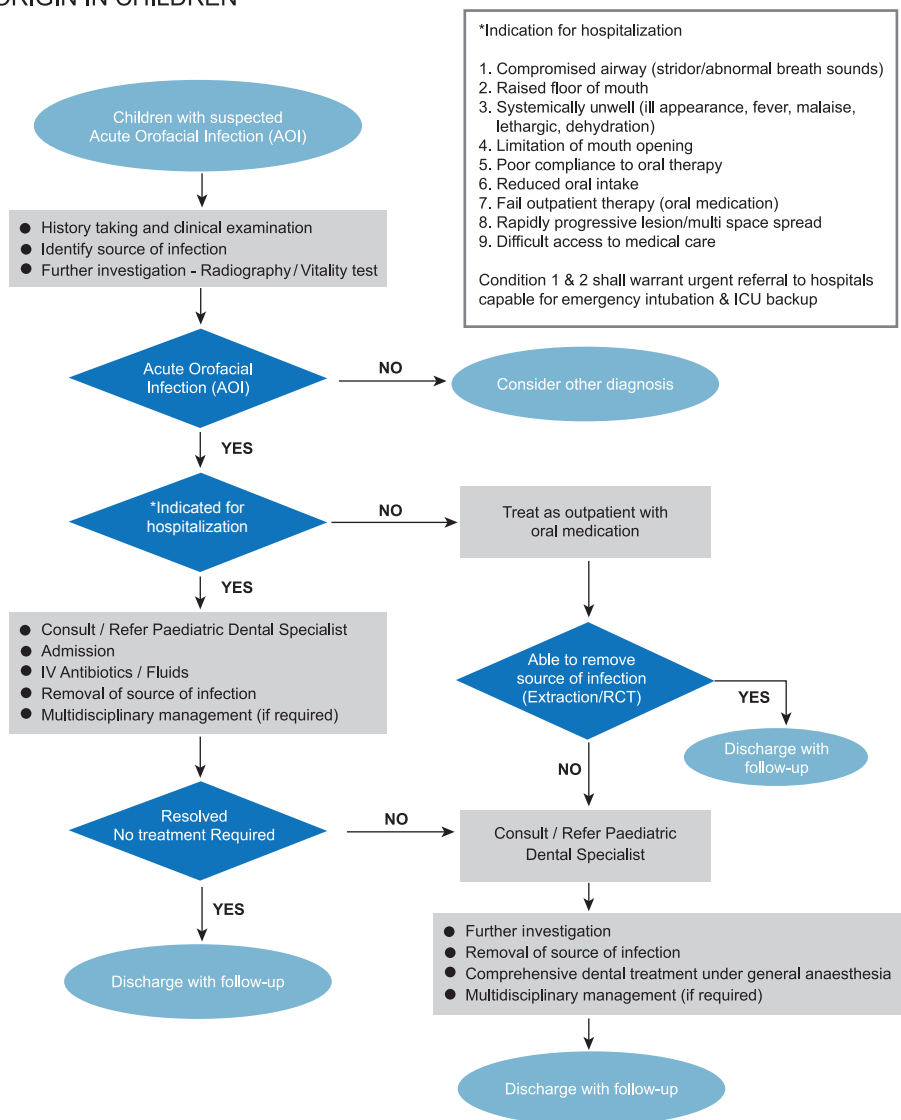 ORIGIN IN CHILDREN
*Indication for hospitalization
1. Compromised airway (stridor/abnormal breath sounds)
2. Raised floor of mouth
3. Systemically unwell (ill appearance, fever, malaise,
lethargic, dehydration)
4. Limitation of mouth opening
5. Poor compliance to oral therapy
6. Reduced oral intake
7. Fail outpatient therapy (oral medication)
8. Rapidly progressive lesion/multi space spread
9. Difficult access to medical care
Condition 1 & 2 shall warrant urgent referral to hospitals
capable for emergency intubation & ICU backup
Children with suspected
Acute Orofacial Infection (AOI)
● History taking and clinical examination
● Identify source of infection
● Further investigation - Radiography / Vitality test
Acute Orofacial
Infection (AOI)
NO
Consider other diagnosis
YES
*Indicated for
hospitalization
NO
Treat as outpatient with
oral medication
YES
● Consult / Refer Paediatric Dental Specialist
● Admission
● IV Antibiotics / Fluids
● Removal of source of infection
● Multidisciplinary management (if required)
Able to remove
source of infection
(Extraction/RCT)
YES
Discharge with
follow-up
NO
Resolved
No treatment Required
NO
Consult / Refer Paediatric
Dental Specialist
YES
Discharge with follow-up
● Further investigation
● Removal of source of infection
● Comprehensive dental treatment under general anaesthesia
● Multidisciplinary management (if required)
Discharge with follow-up